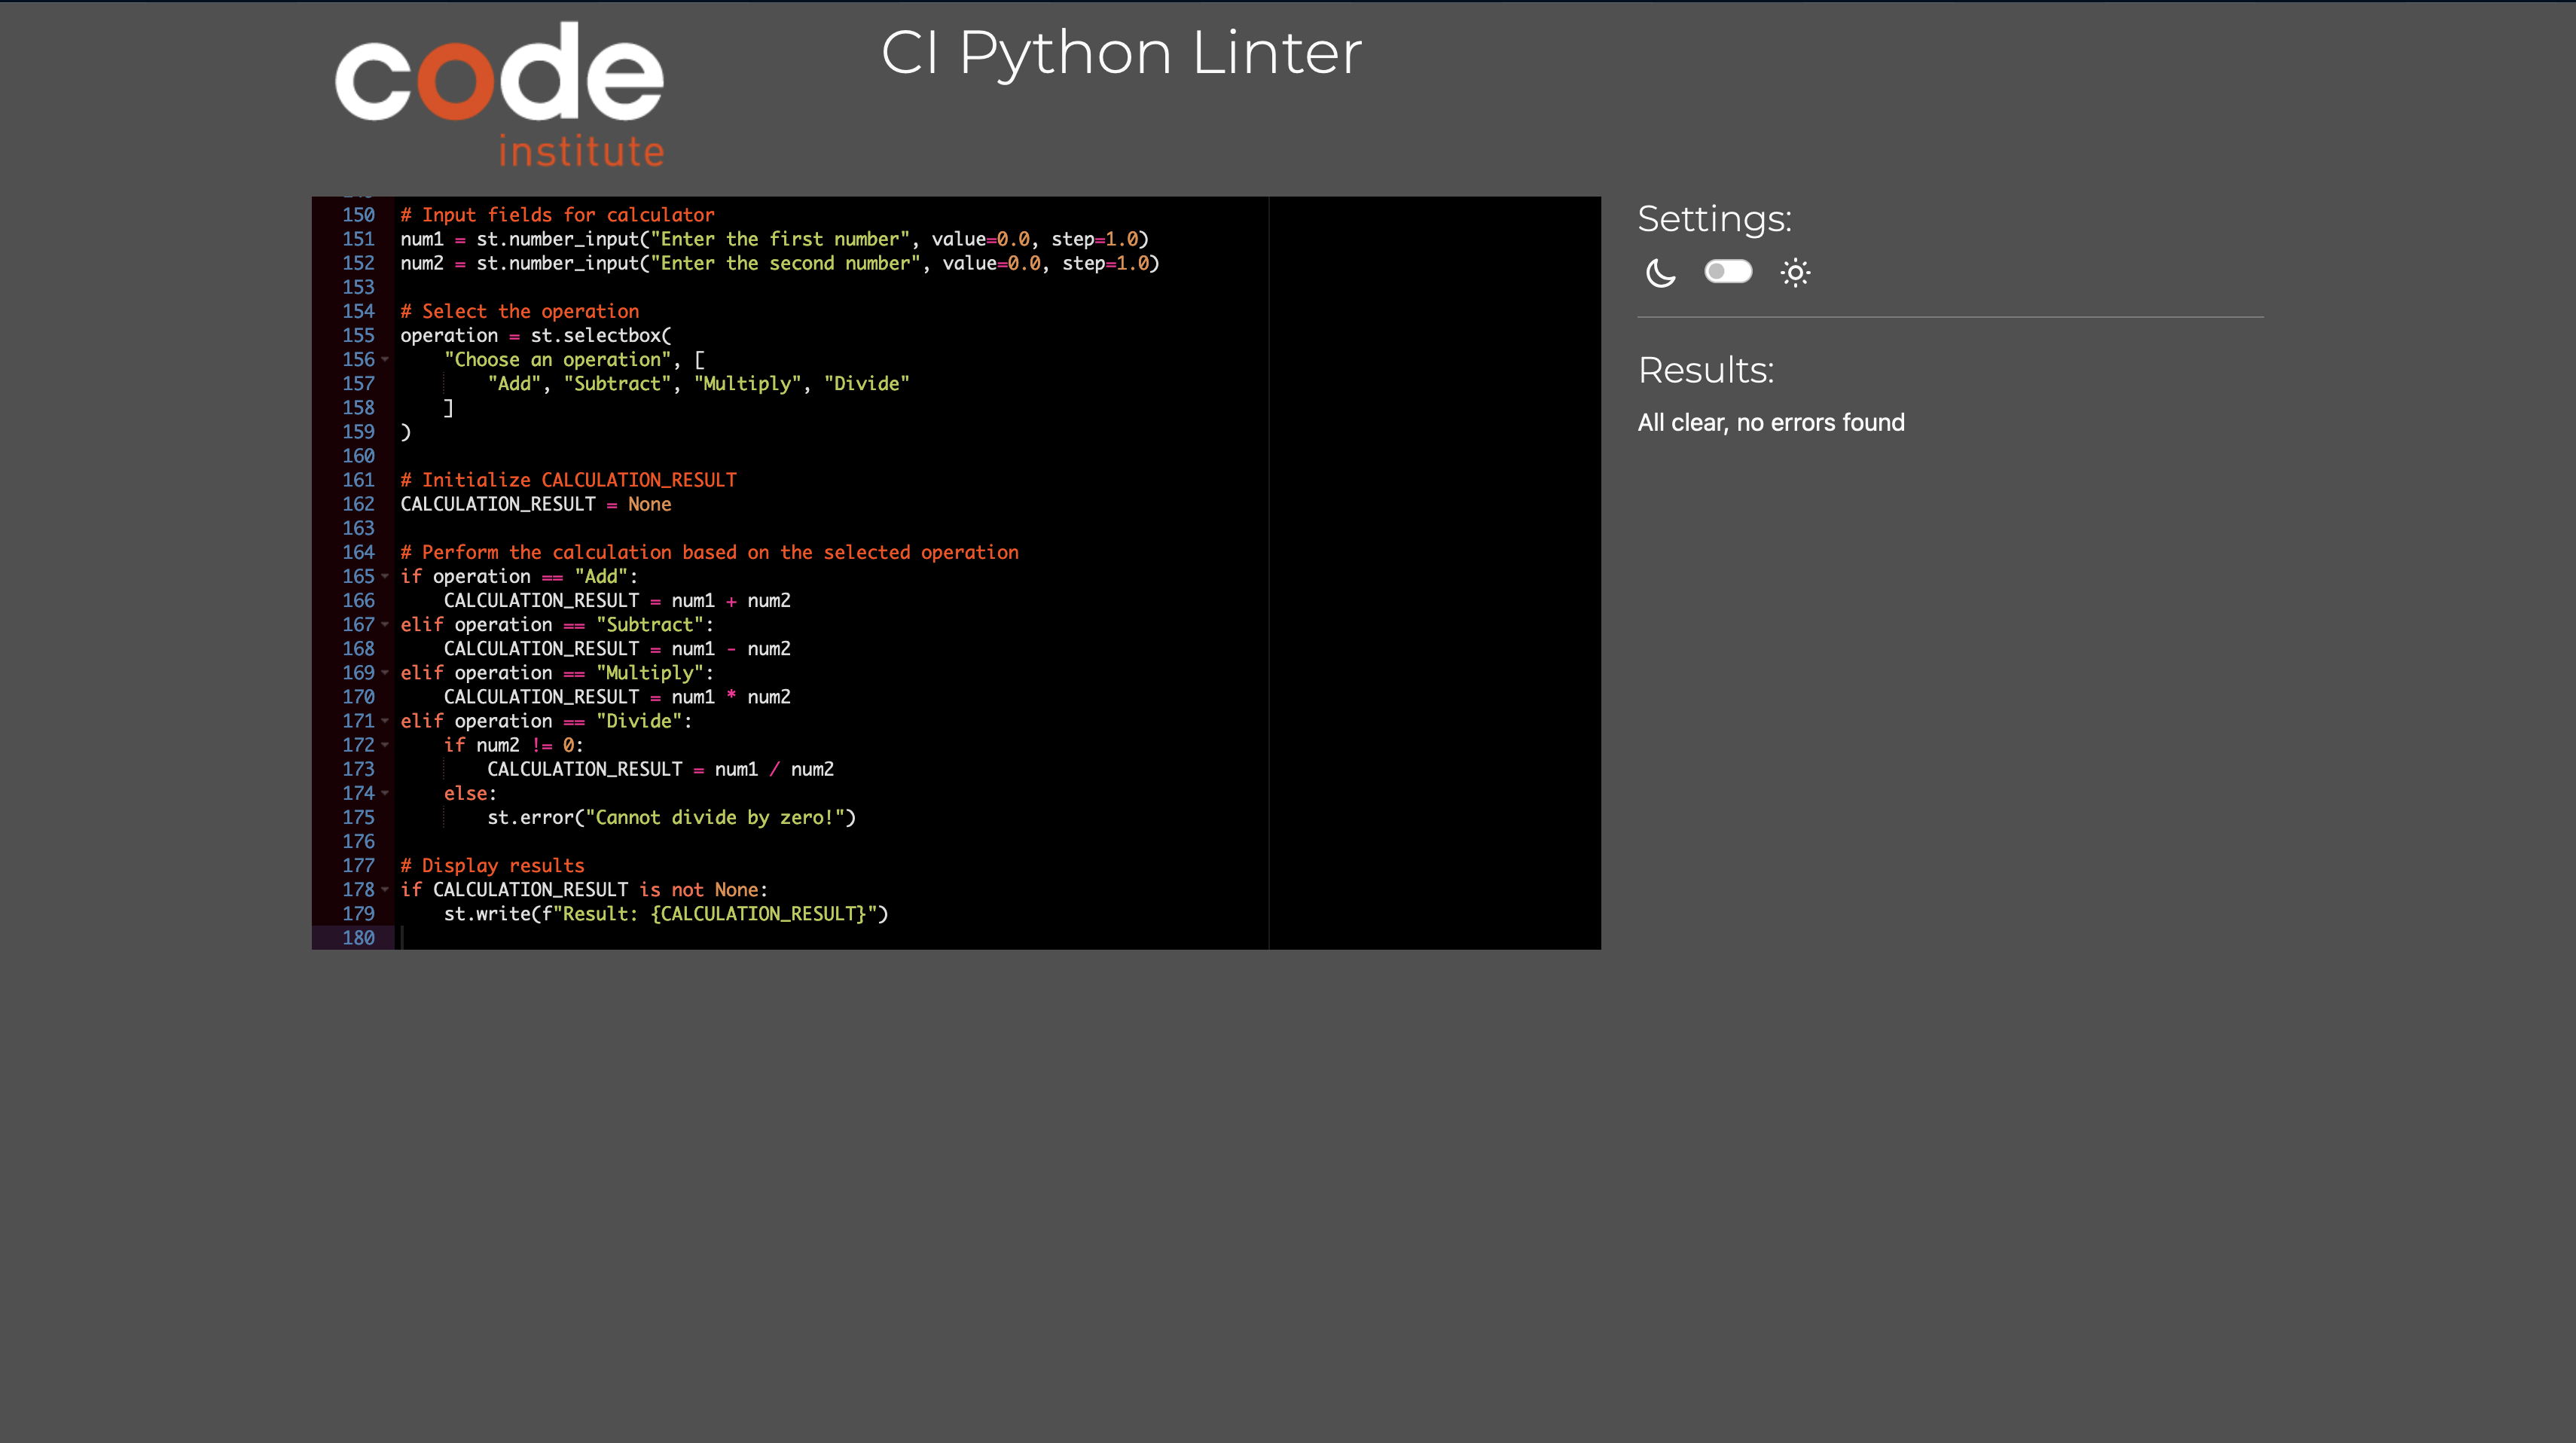 code
institute
CI Python Linter
150 # Input fields for calculator
151 num1 = st.number_input("Enter the first number", value=0.0, step=1.0)
152 num2 = st.number_input("Enter the second number", value=0.0, step=1.0)
153
154 # Select the operation
155 operation = st.selectbox(
156     "Choose an operation", [
157         "Add", "Subtract", "Multiply", "Divide"
158     ]
159 )
160
161 # Initialize CALCULATION_RESULT
162 CALCULATION_RESULT = None
163
164 # Perform the calculation based on the selected operation
165 if operation == "Add":
166     CALCULATION_RESULT = num1 + num2
167 elif operation == "Subtract":
168     CALCULATION_RESULT = num1 - num2
169 elif operation == "Multiply":
170     CALCULATION_RESULT = num1 * num2
171 elif operation == "Divide":
172     if num2 != 0:
173         CALCULATION_RESULT = num1 / num2
174     else:
175         st.error("Cannot divide by zero!")
176
177 # Display results
178 if CALCULATION_RESULT is not None:
179     st.write(f"Result: {CALCULATION_RESULT}")
180
Settings:
Results:
All clear, no errors found